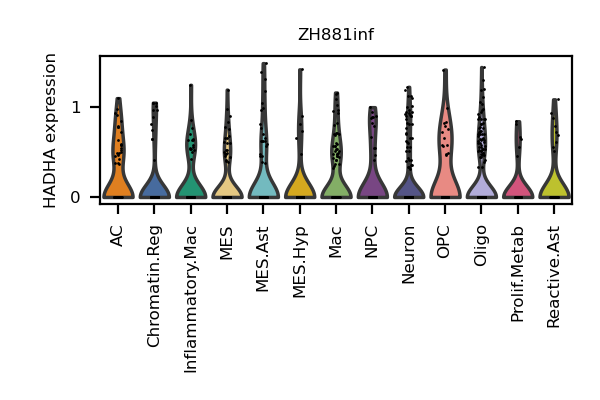 ZH881inf
HADHA expression
1
0
AC
Chromatin.Reg
Inflammatory.Mac
MES
MES.Ast
MES.Hyp
Mac
NPC
Neuron
OPC
Oligo
Prolif.Metab
Reactive.Ast